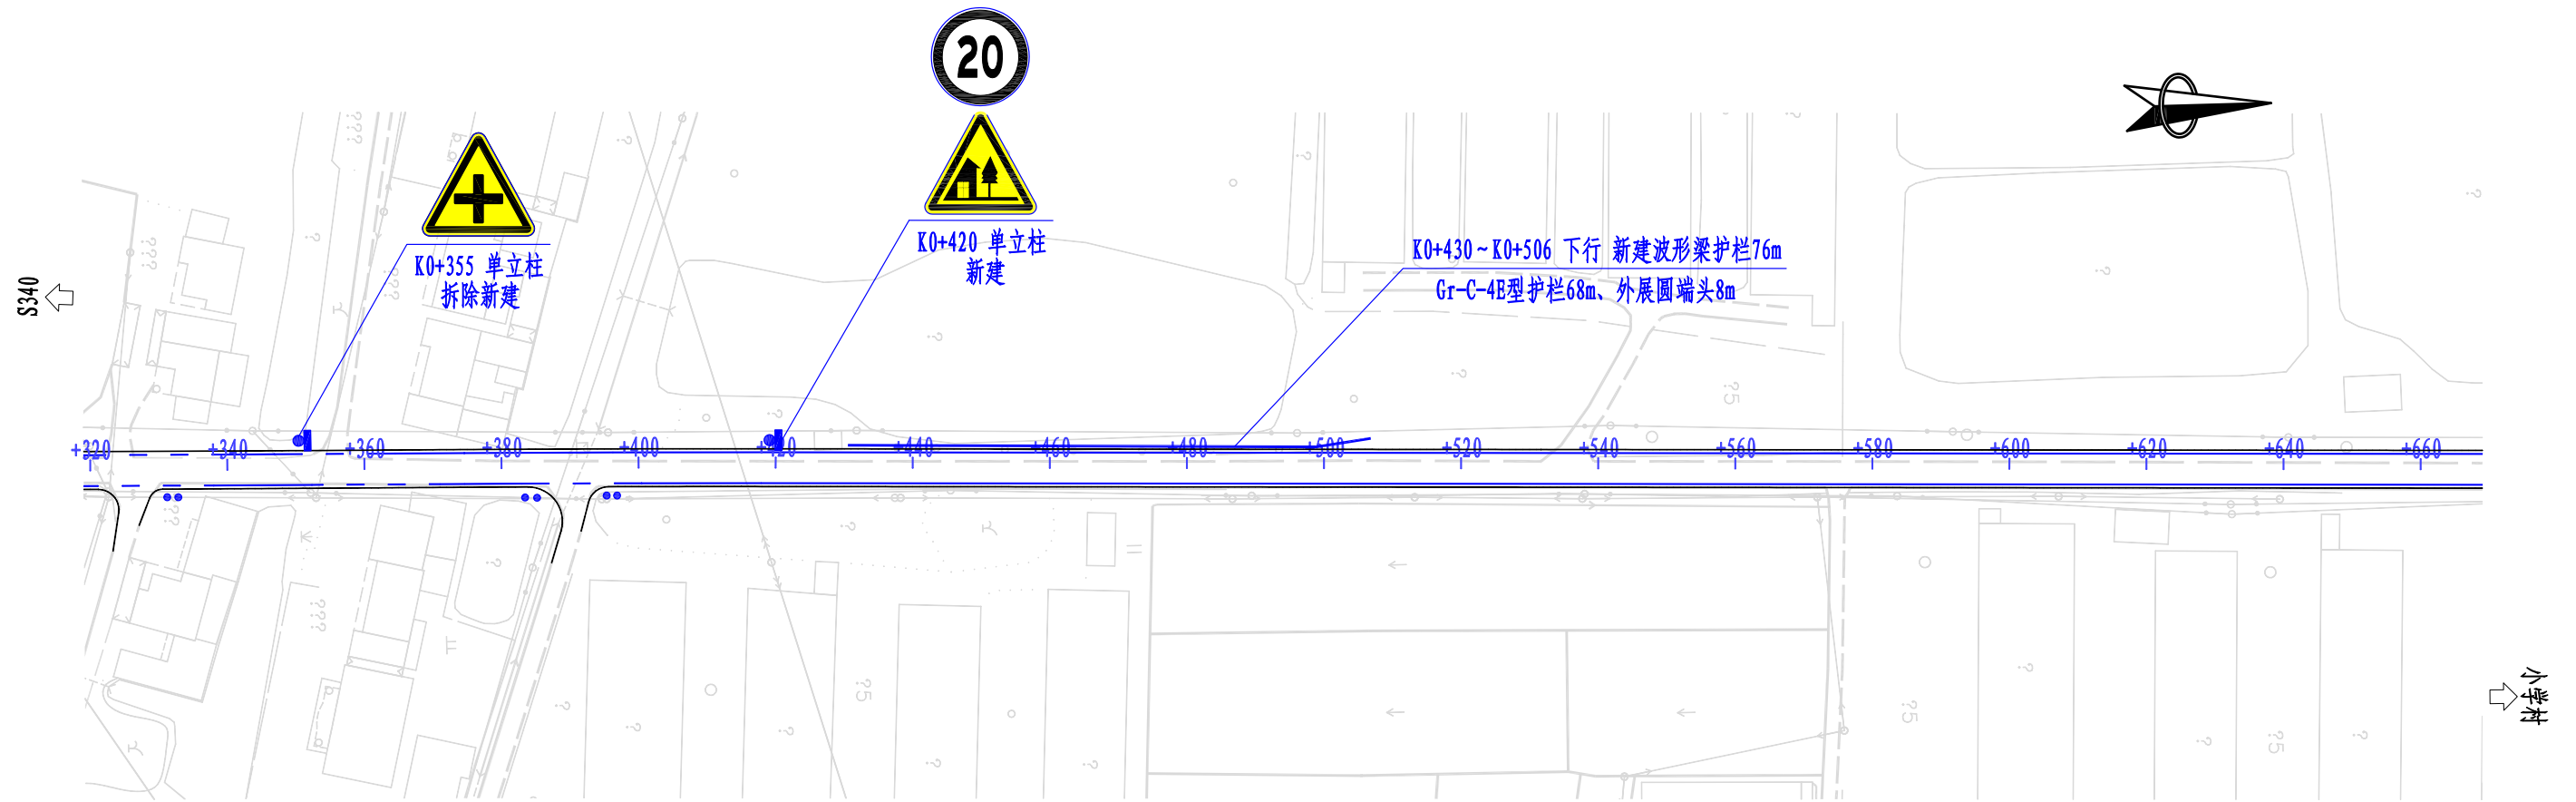 20
K0+355 单立柱
拆除新建
K0+420 单立柱
新建
K0+430～K0+506 下行 新建波形梁护栏76m
Gr-C-4E型护栏68m、外展圆端头8m
S340
+320 +340 +360 +380 +400 +420 +440 +460 +480 +500 +520 +540 +560 +580 +600 +620 +640 +660
小学村